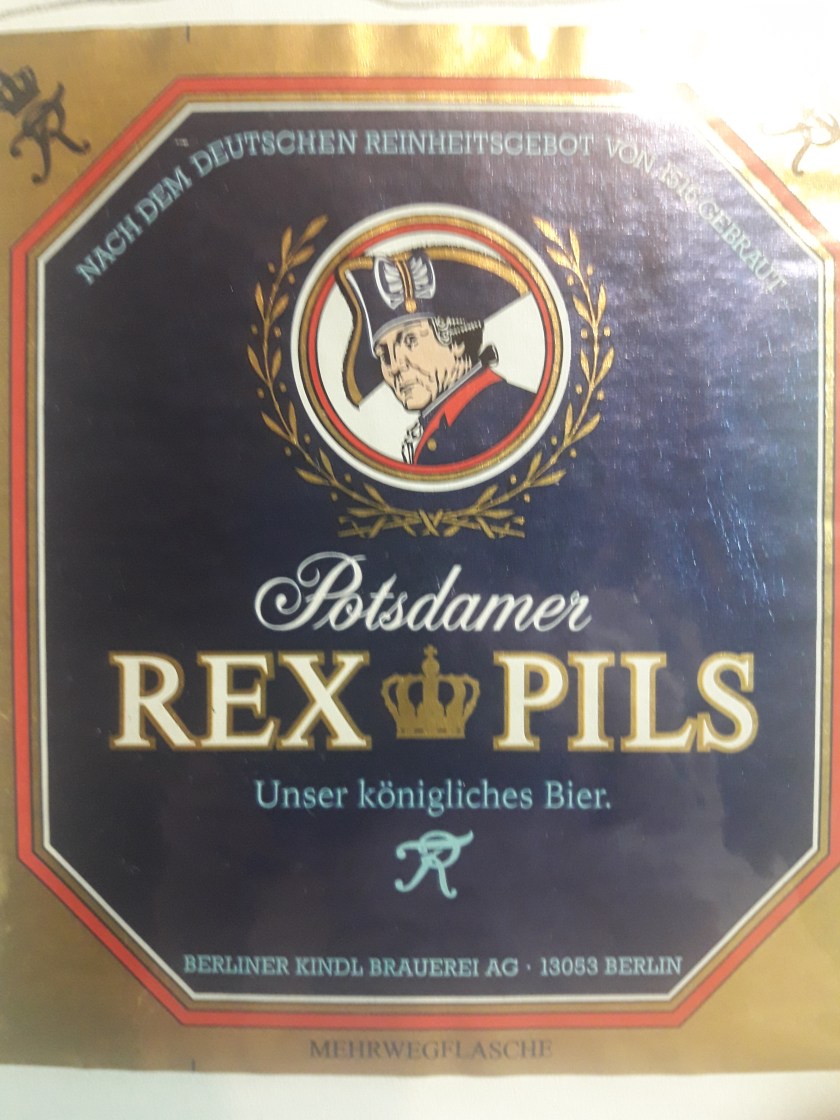 NACH DEM DEUTSCHEN REINHEITSGEBOT VON 1516 GEBRAUT
Potsdamer
REX PILS
Unser königliches Bier.
BERLINER KINDL BRAUEREI AG · 13053 BERLIN
MEHRWEGFLASCHE